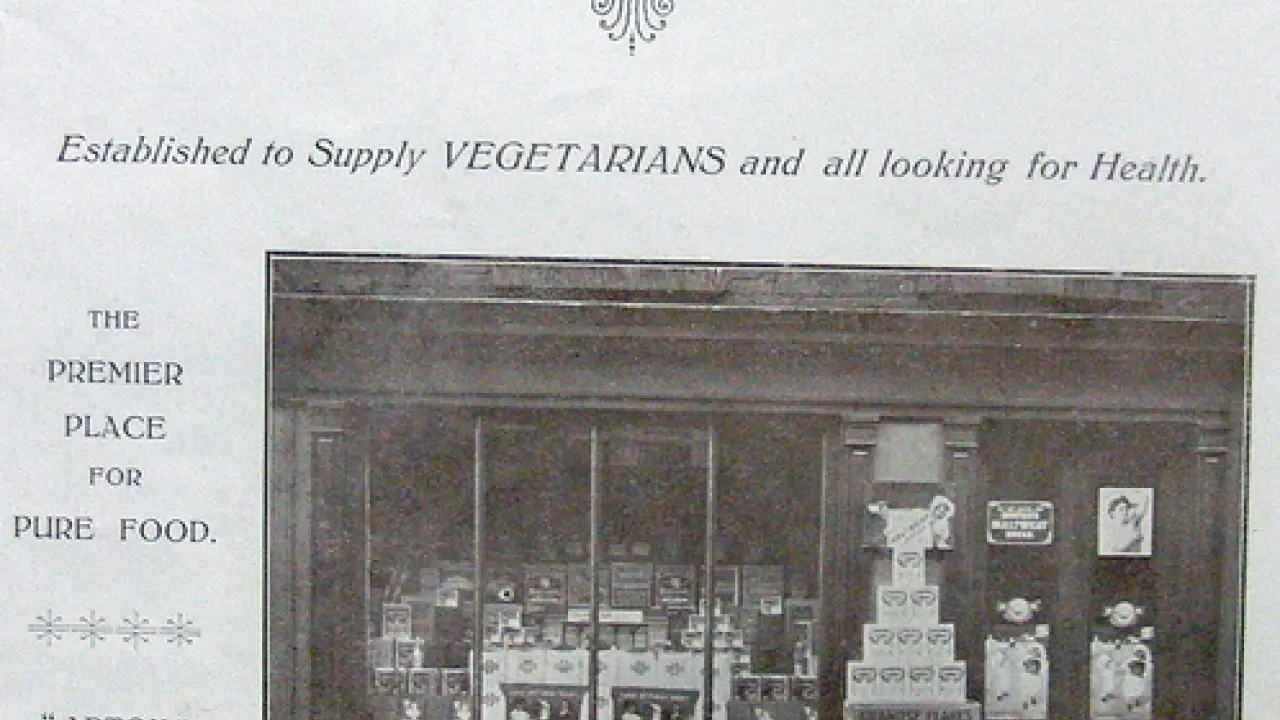 Established to Supply VEGETARIANS and all looking for Health.
THE
PREMIER
PLACE
FOR
PURE FOOD.